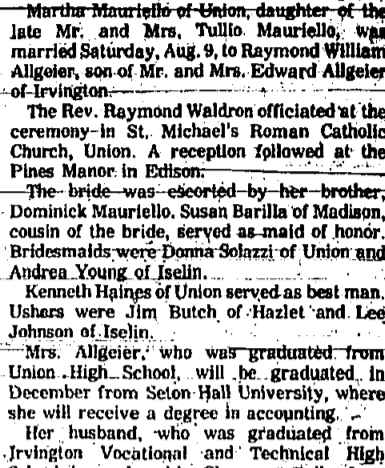 Martha Mauriello of Union, daughter of the
late Mr. and Mrs. Tullio Mauriello, was
married Saturday, Aug. 9, to Raymond William
Allgeier, son of Mr. and Mrs. Edward Allgeier
of Irvington.
The Rev. Raymond Waldron officiated at the
ceremony in St. Michael's Roman Catholic
Church, Union. A reception followed at the
Pines Manor in Edison.
The bride was escorted by her brother,
Dominick Mauriello. Susan Barilla of Madison,
cousin of the bride, served as maid of honor.
Bridesmaids were Donna Solazzi of Union and
Andrea Young of Iselin.
Kenneth Haines of Union served as best man.
Ushers were Jim Butch of Hazlet and Lee
Johnson of Iselin.
Mrs. Allgeier, who was graduated from
Union High School, will be graduated in
December from Seton Hall University, where
she will receive a degree in accounting.
Her husband, who was graduated from
Irvington Vocational and Technical High